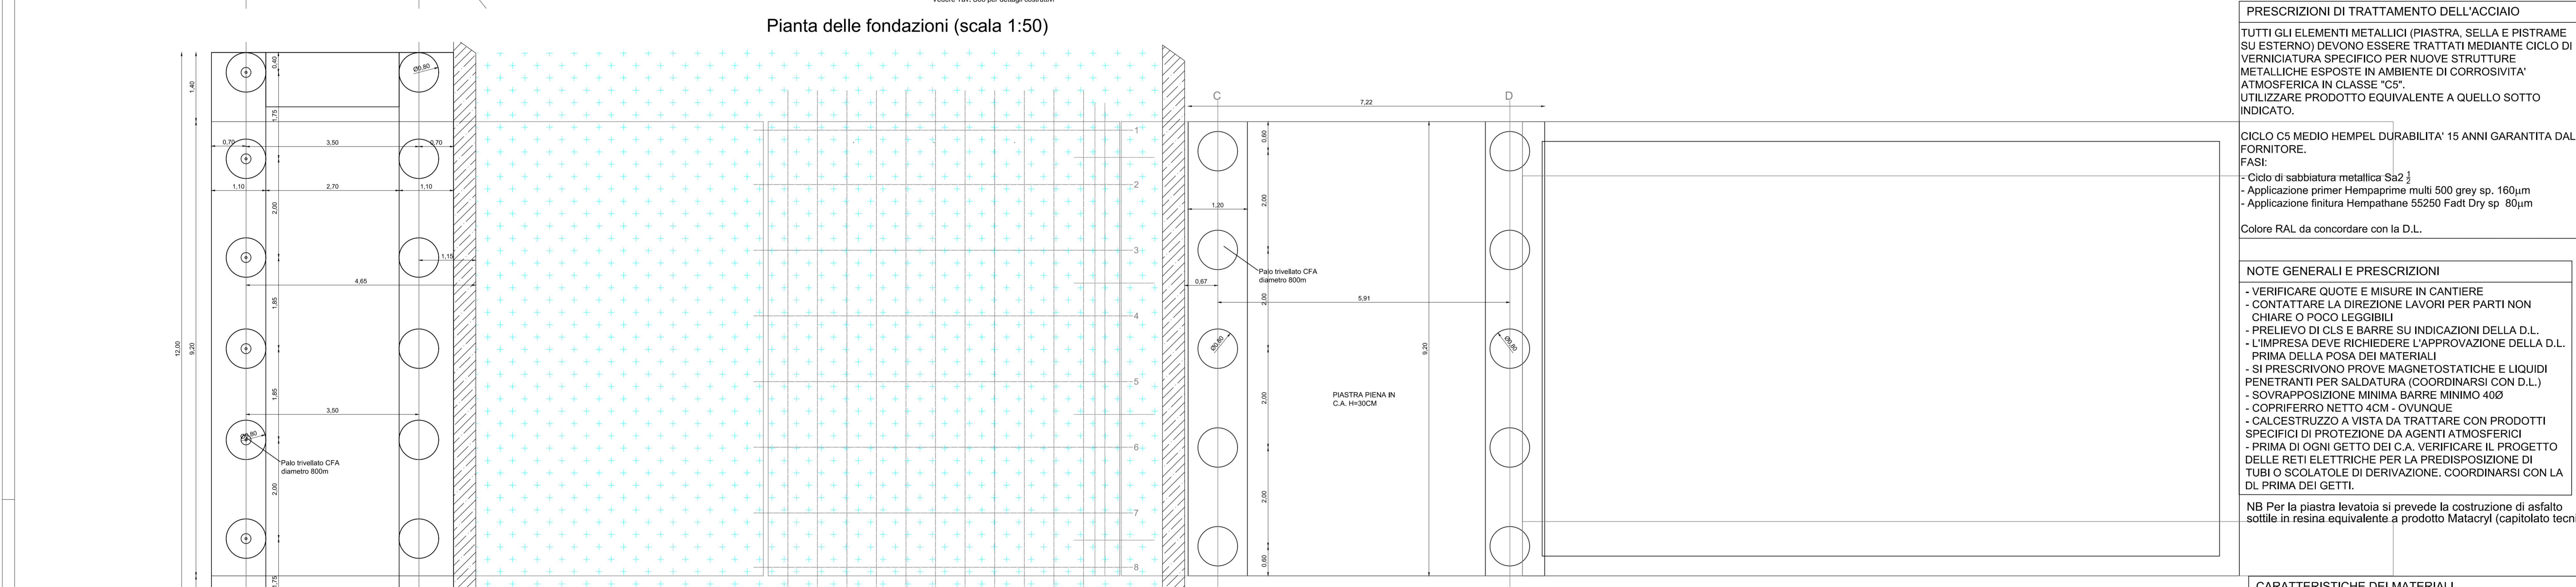 Pianta delle fondazioni (scala 1:50)
0,40
Ø0,80
1,40
1,75
0,70
3,50
0,70
1,10
2,70
1,10
2,00
1,15
4,65
1,85
12,00
9,20
1,85
3,50
Ø0,80
Palo trivellato CFA
diametro 800m
2,00
1,75
1
2
3
4
5
6
7
8
C
D
7,22
0,60
2,00
1,20
Palo trivellato CFA
diametro 800m
0,67
2,00
5,91
Ø0,80
Ø0,80
9,20
2,00
PIASTRA PIENA IN
C.A. H=30CM
2,00
0,60
PRESCRIZIONI DI TRATTAMENTO DELL'ACCIAIO
TUTTI GLI ELEMENTI METALLICI (PIASTRA, SELLA E PISTRAME
SU ESTERNO) DEVONO ESSERE TRATTATI MEDIANTE CICLO DI
VERNICIATURA SPECIFICO PER NUOVE STRUTTURE
METALLICHE ESPOSTE IN AMBIENTE DI CORROSIVITA'
ATMOSFERICA IN CLASSE "C5".
UTILIZZARE PRODOTTO EQUIVALENTE A QUELLO SOTTO
INDICATO.
CICLO C5 MEDIO HEMPEL DURABILITA' 15 ANNI GARANTITA DAL
FORNITORE.
FASI:
- Ciclo di sabbiatura metallica Sa2 ½
- Applicazione primer Hempaprime multi 500 grey sp. 160µm
- Applicazione finitura Hempathane 55250 Fadt Dry sp 80µm
Colore RAL da concordare con la D.L.
NOTE GENERALI E PRESCRIZIONI
- VERIFICARE QUOTE E MISURE IN CANTIERE
- CONTATTARE LA DIREZIONE LAVORI PER PARTI NON
CHIARE O POCO LEGGIBILI
- PRELIEVO DI CLS E BARRE SU INDICAZIONI DELLA D.L.
- L'IMPRESA DEVE RICHIEDERE L'APPROVAZIONE DELLA D.L.
PRIMA DELLA POSA DEI MATERIALI
- SI PRESCRIVONO PROVE MAGNETOSTATICHE E LIQUIDI
PENETRANTI PER SALDATURA (COORDINARSI CON D.L.)
- SOVRAPPOSIZIONE MINIMA BARRE MINIMO 40Ø
- COPRIFERRO NETTO 4CM - OVUNQUE
- CALCESTRUZZO A VISTA DA TRATTARE CON PRODOTTI
SPECIFICI DI PROTEZIONE DA AGENTI ATMOSFERICI
- PRIMA DI OGNI GETTO DEI C.A. VERIFICARE IL PROGETTO
DELLE RETI ELETTRICHE PER LA PREDISPOSIZIONE DI
TUBI O SCOLATOLE DI DERIVAZIONE. COORDINARSI CON LA
DL PRIMA DEI GETTI.
NB Per la piastra levatoia si prevede la costruzione di asfalto
sottile in resina equivalente a prodotto Matacryl (capitolato tecni
CARATTERISTICHE DEI MATERIALI